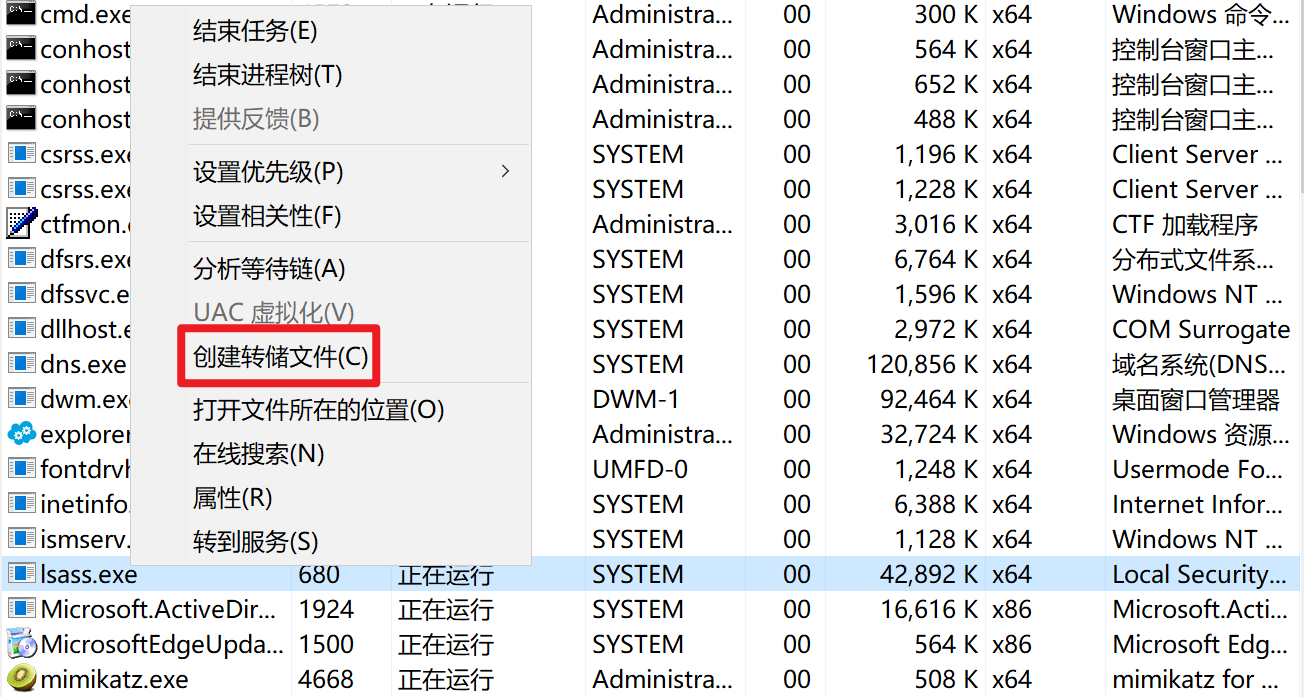 cmd.exe Administra... 00 300 K x64 Windows 命令...
conhost Administra... 00 564 K x64 控制台窗口主...
conhost Administra... 00 652 K x64 控制台窗口主...
conhost Administra... 00 488 K x64 控制台窗口主...
csrss.exe SYSTEM 00 1,196 K x64 Client Server ...
csrss.exe SYSTEM 00 1,228 K x64 Client Server ...
ctfmon.e Administra... 00 3,016 K x64 CTF 加载程序
dfsrs.exe SYSTEM 00 6,764 K x64 分布式文件系...
dfssvc.e SYSTEM 00 1,596 K x64 Windows NT ...
dllhost.e SYSTEM 00 2,972 K x64 COM Surrogate
dns.exe SYSTEM 00 120,856 K x64 域名系统(DNS...
dwm.exe DWM-1 00 92,464 K x64 桌面窗口管理器
explorer Administra... 00 32,724 K x64 Windows 资源...
fontdrvh UMFD-0 00 1,248 K x64 Usermode Fo...
inetinfo. SYSTEM 00 6,388 K x64 Internet Infor...
ismserv. SYSTEM 00 1,128 K x64 Windows NT ...
lsass.exe 680 正在运行 SYSTEM 00 42,892 K x64 Local Security...
Microsoft.ActiveDir... 1924 正在运行 SYSTEM 00 16,616 K x86 Microsoft.Acti...
MicrosoftEdgeUpda... 1500 正在运行 SYSTEM 00 564 K x86 Microsoft Edg...
mimikatz.exe 4668 正在运行 Administra... 00 508 K x64 mimikatz for ...
结束任务(E)
结束进程树(T)
提供反馈(B)
设置优先级(P)
设置相关性(F)
分析等待链(A)
UAC 虚拟化(V)
创建转储文件(C)
打开文件所在的位置(O)
在线搜索(N)
属性(R)
转到服务(S)